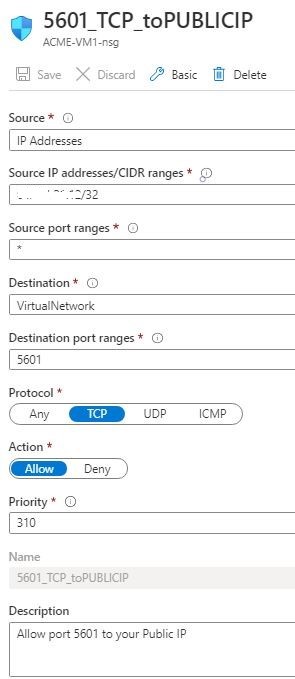 5601_TCP_toPUBLICIP
ACME-VM1-nsg
Save Discard Basic Delete
Source *
IP Addresses
Source IP addresses/CIDR ranges *
/32
Source port ranges *
*
Destination *
VirtualNetwork
Destination port ranges *
5601
Protocol *
Any TCP UDP ICMP
Action *
Allow Deny
Priority *
310
Name
5601_TCP_toPUBLICIP
Description
Allow port 5601 to your Public IP